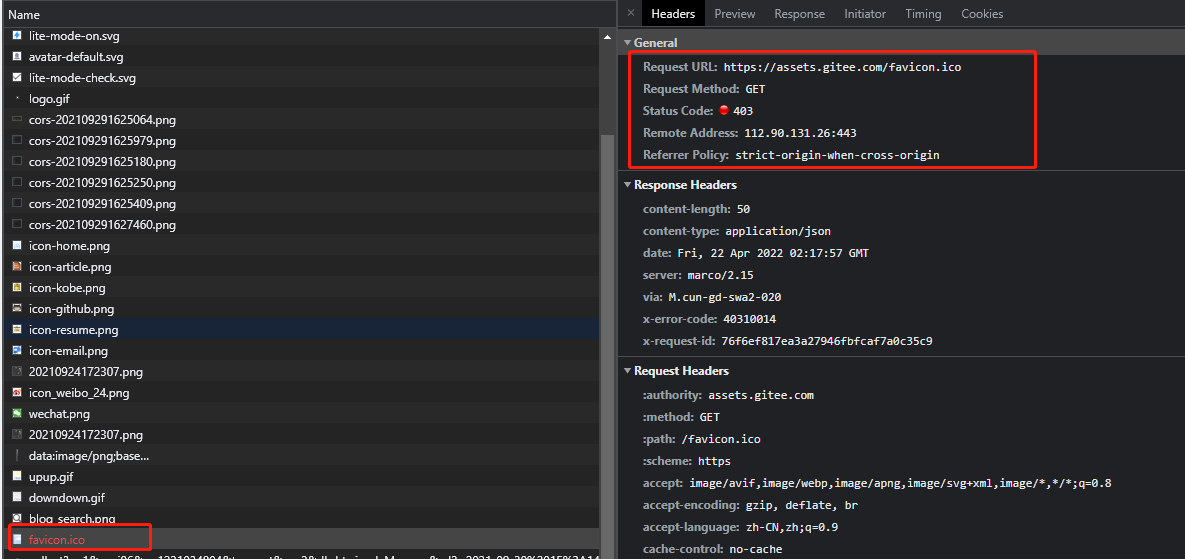 Name
lite-mode-on.svg
avatar-default.svg
lite-mode-check.svg
logo.gif
cors-202109291625064.png
cors-202109291625979.png
cors-202109291625180.png
cors-202109291625250.png
cors-202109291625409.png
cors-202109291627460.png
icon-home.png
icon-article.png
icon-kobe.png
icon-github.png
icon-resume.png
icon-email.png
20210924172307.png
icon_weibo_24.png
wechat.png
20210924172307.png
data:image/png;base...
upup.gif
downdown.gif
blog_search.png
favicon.ico
× Headers Preview Response Initiator Timing Cookies
General
Request URL: https://assets.gitee.com/favicon.ico
Request Method: GET
Status Code: 403
Remote Address: 112.90.131.26:443
Referrer Policy: strict-origin-when-cross-origin
Response Headers
content-length: 50
content-type: application/json
date: Fri, 22 Apr 2022 02:17:57 GMT
server: marco/2.15
via: M.cun-gd-swa2-020
x-error-code: 40310014
x-request-id: 76f6ef817ea3a27946fbfcaf7a0c35c9
Request Headers
:authority: assets.gitee.com
:method: GET
:path: /favicon.ico
:scheme: https
accept: image/avif,image/webp,image/apng,image/svg+xml,image/*,*/*;q=0.8
accept-encoding: gzip, deflate, br
accept-language: zh-CN,zh;q=0.9
cache-control: no-cache